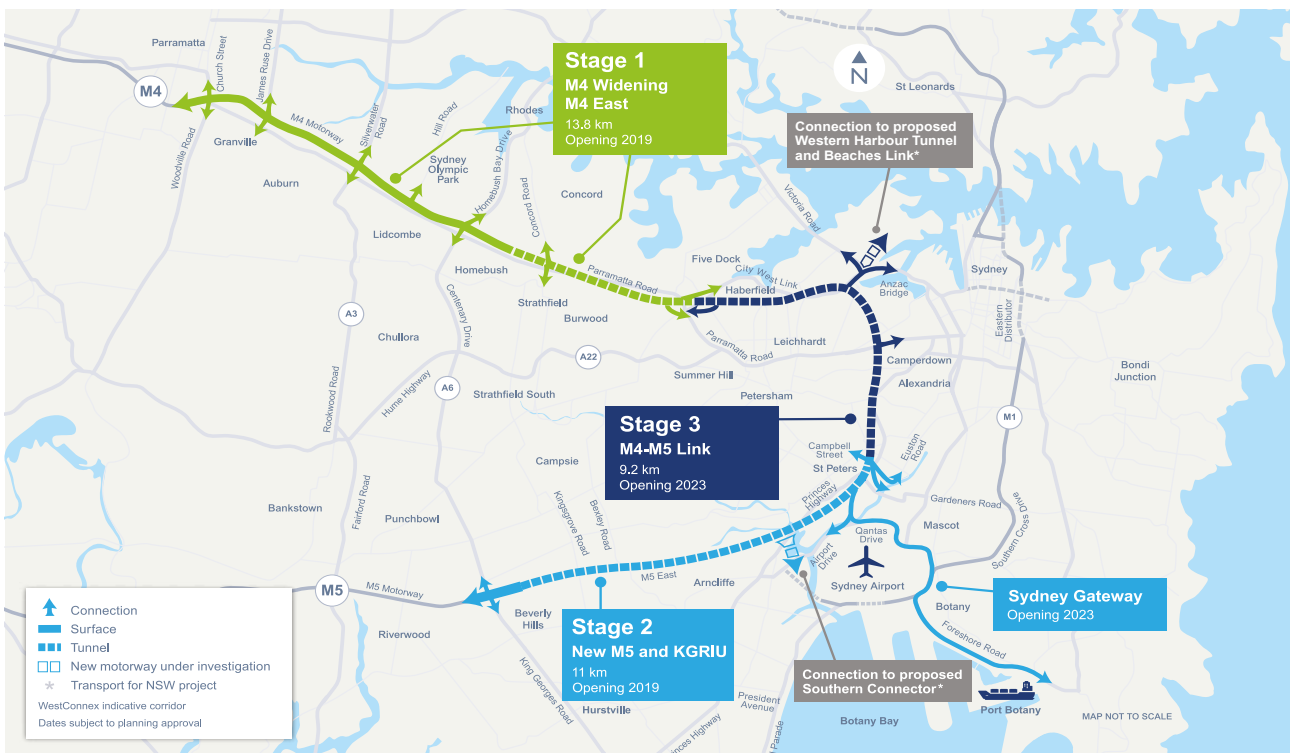 Parramatta
Church Street
James Ruse Drive
M4
Woodville Road
Granville
M4 Motorway
Silverwater
Road
Hill Road
Rhodes
Sydney
Olympic
Park
Homebush Bay Drive
Auburn
Lidcombe
Concord Road
Concord
Stage 1
M4 Widening
M4 East
13.8 km
Opening 2019
N
St Leonards
Connection to proposed
Western Harbour Tunnel
and Beaches Link*
Victoria Road
Homebush
Strathfield
Burwood
Parramatta Road
Five Dock
City West Link
Haberfield
Anzac
Bridge
Sydney
Eastern
Distributor
A3
Chullora
Centenary Drive
A22
Parramatta Road
Leichhardt
Summer Hill
Camperdown
Alexandria
Petersham
Bondi
Junction
M1
Rookwood Road
Hume Highway
A6
Strathfield South
Stage 3
M4-M5 Link
9.2 km
Opening 2023
Campbell
Street
St Peters
Euston
Road
Campsie
Kingsgrove Road
Bexley Road
Princes
Highway
Gardeners Road
Mascot
Southern Cross
Drive
Bankstown
Fairford Road
Punchbowl
Qantas
Drive
Airport
Drive
Sydney Airport
M5 East
Arncliffe
M5
M5 Motorway
Riverwood
Beverly
Hills
King Georges Road
Stage 2
New M5 and KGRIU
11 km
Opening 2019
Hurstville
Botany
Foreshore Road
Sydney Gateway
Opening 2023
Connection to proposed
Southern Connector*
President
Avenue
Princes Highway
Parade
Botany Bay
Port Botany
MAP NOT TO SCALE
Connection
Surface
Tunnel
New motorway under investigation
* Transport for NSW project
WestConnex indicative corridor
Dates subject to planning approval